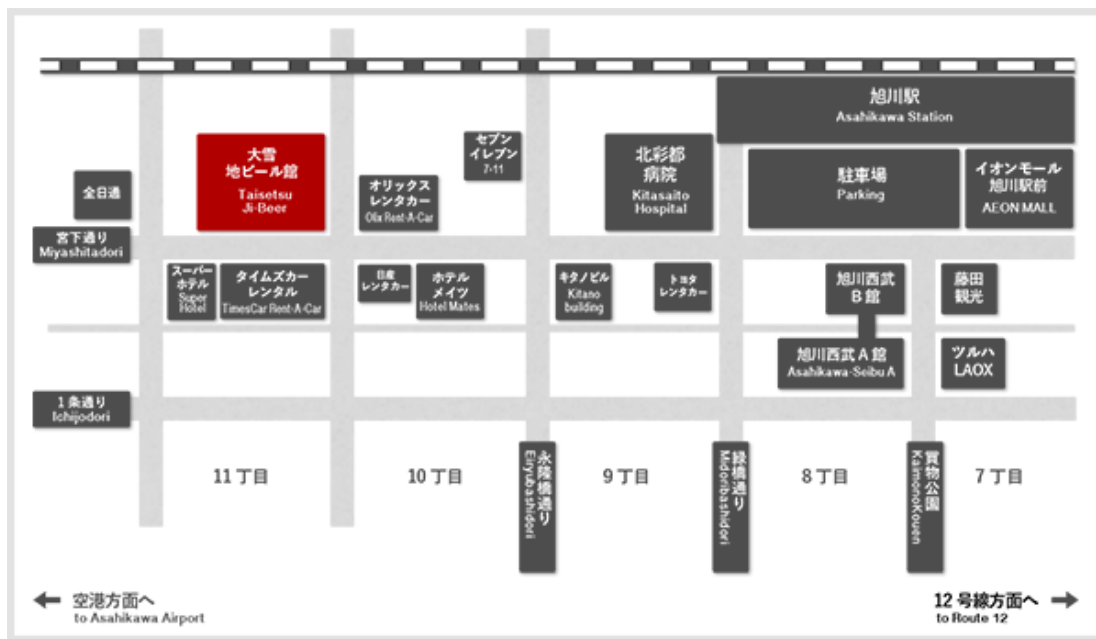 旭川駅
Asahikawa Station
大雪
地ビール館
Taisetsu
Ji-Beer
セブン
イレブン
7-11
北彩都
病院
Kitasaito
Hospital
駐車場
Parking
イオンモール
旭川駅前
AEON MALL
全日通
オリックス
レンタカー
Olix Rent-A-Car
宮下通り
Miyashitadori
スーパー
ホテル
Super
Hotel
タイムズカー
レンタル
TimesCar Rent-A-Car
日産
レンタカー
ホテル
メイツ
Hotel Mates
キタノビル
Kitano
building
トヨタ
レンタカー
旭川西武
B館
藤田
観光
旭川西武A館
Asahikawa-Seibu A
ツルハ
LAOX
1条通り
Ichijodori
11丁目
10丁目
永隆橋通り
Eiryubashidori
9丁目
緑橋通り
Midoribashidori
8丁目
買物公園
KaimonoKouen
7丁目
空港方面へ
to Asahikawa Airport
12号線方面へ
to Route 12